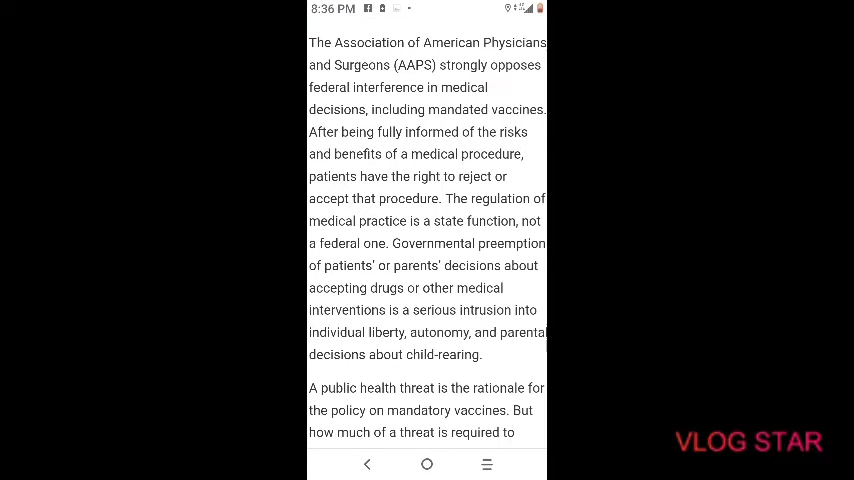 8:36 PM
The Association of American Physicians
and Surgeons (AAPS) strongly opposes
federal interference in medical
decisions, including mandated vaccines.
After being fully informed of the risks
and benefits of a medical procedure,
patients have the right to reject or
accept that procedure. The regulation of
medical practice is a state function, not
a federal one. Governmental preemption
of patients' or parents' decisions about
accepting drugs or other medical
interventions is a serious intrusion into
individual liberty, autonomy, and parental
decisions about child-rearing.
A public health threat is the rationale for
the policy on mandatory vaccines. But
how much of a threat is required to
VLOG STAR